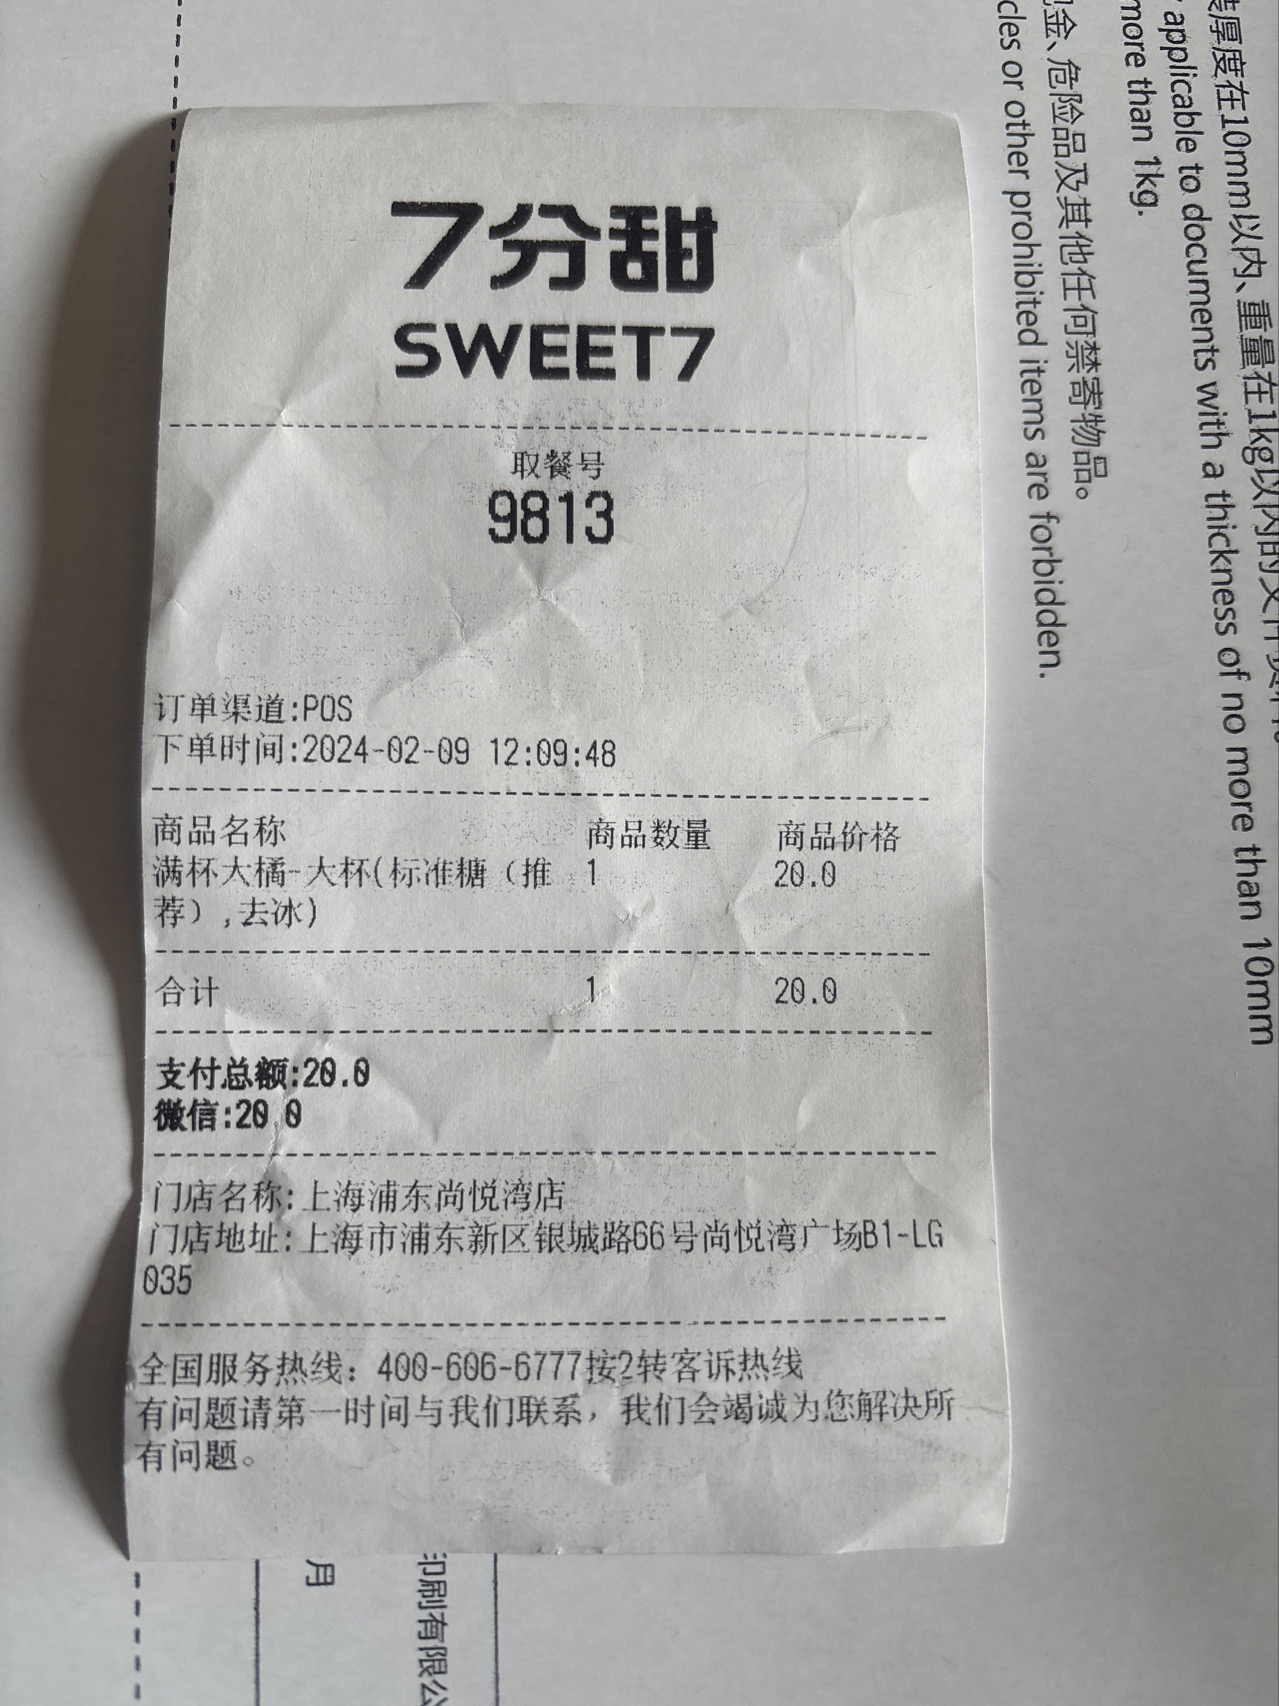 7分甜
SWEET7
取餐号
9813
订单渠道:POS
下单时间:2024-02-09 12:09:48
商品名称 商品数量 商品价格
满杯大橘-大杯(标准糖（推 1 20.0
荐）,去冰)
合计 1 20.0
支付总额:20.0
微信:20.0
门店名称:上海浦东尚悦湾店
门店地址:上海市浦东新区银城路66号尚悦湾广场B1-LG
035
全国服务热线：400-606-6777按2转客诉热线
有问题请第一时间与我们联系，我们会竭诚为您解决所
有问题。
厚度在10mm以内、重量在1kg以内的文件
applicable to documents with a thickness of no more than 10mm
more than 1kg.
金、危险品及其他任何禁寄物品。
cles or other prohibited items are forbidden.
月
印刷有限公